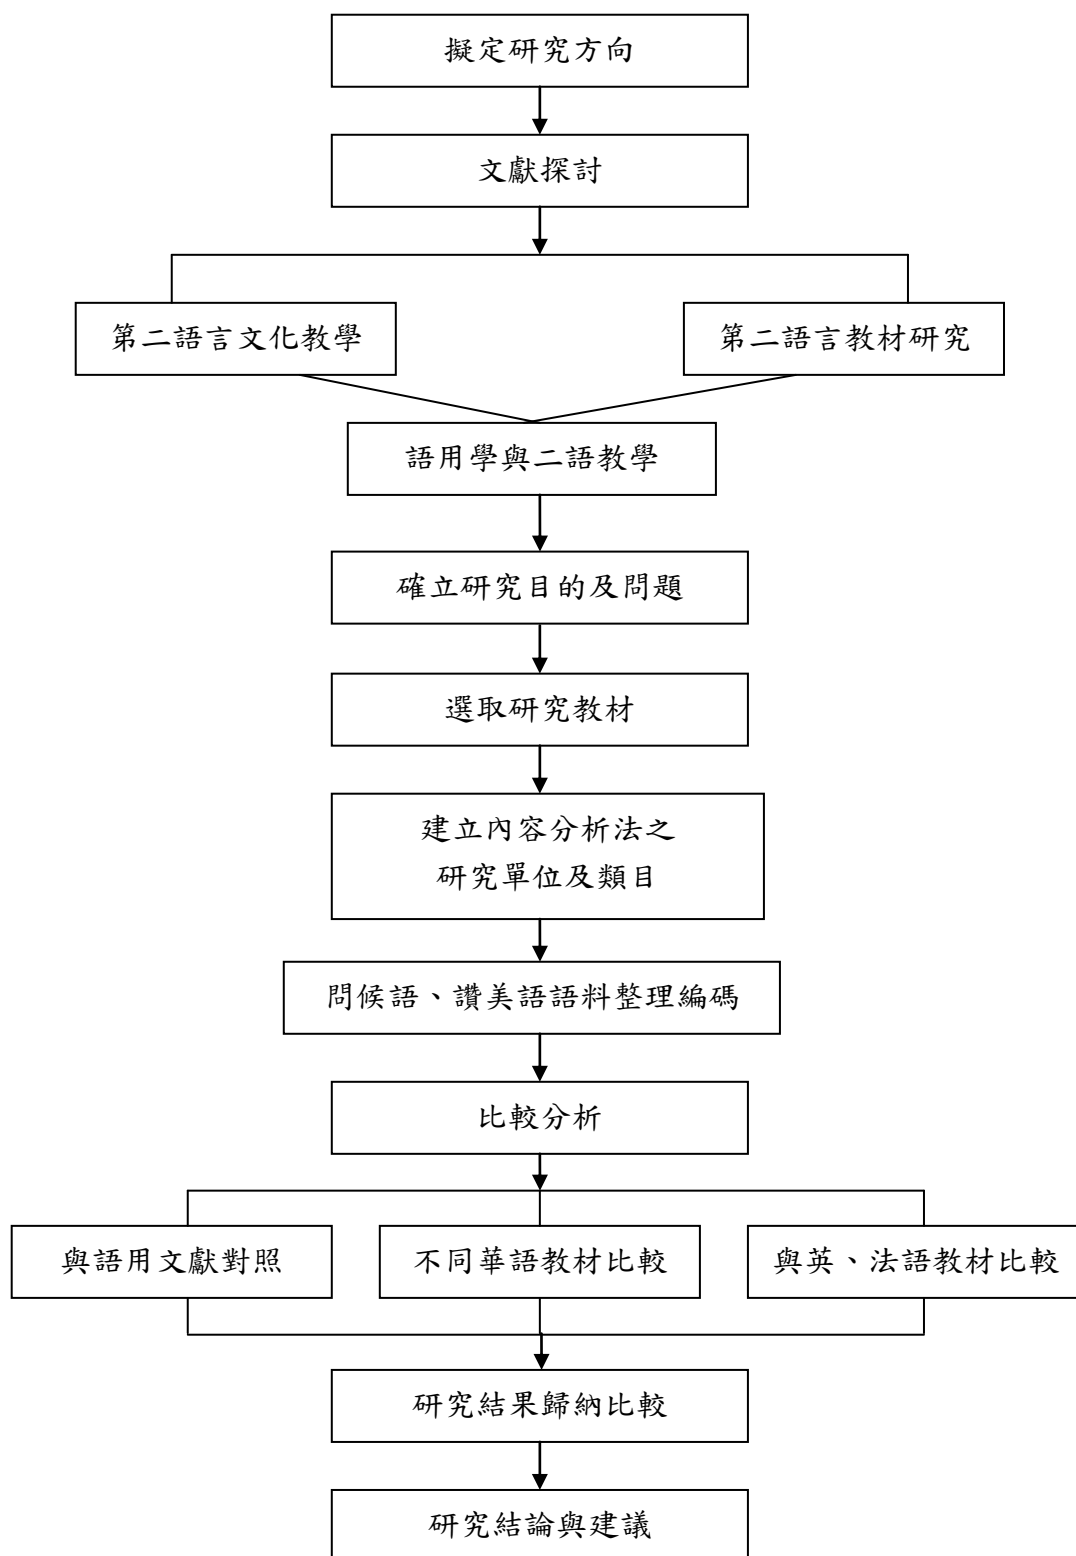 擬定研究方向
文獻探討
第二語言文化教學
第二語言教材研究
語用學與二語教學
確立研究目的及問題
選取研究教材
建立內容分析法之
研究單位及類目
問候語、讚美語語料整理編碼
比較分析
與語用文獻對照
不同華語教材比較
與英、法語教材比較
研究結果歸納比較
研究結論與建議